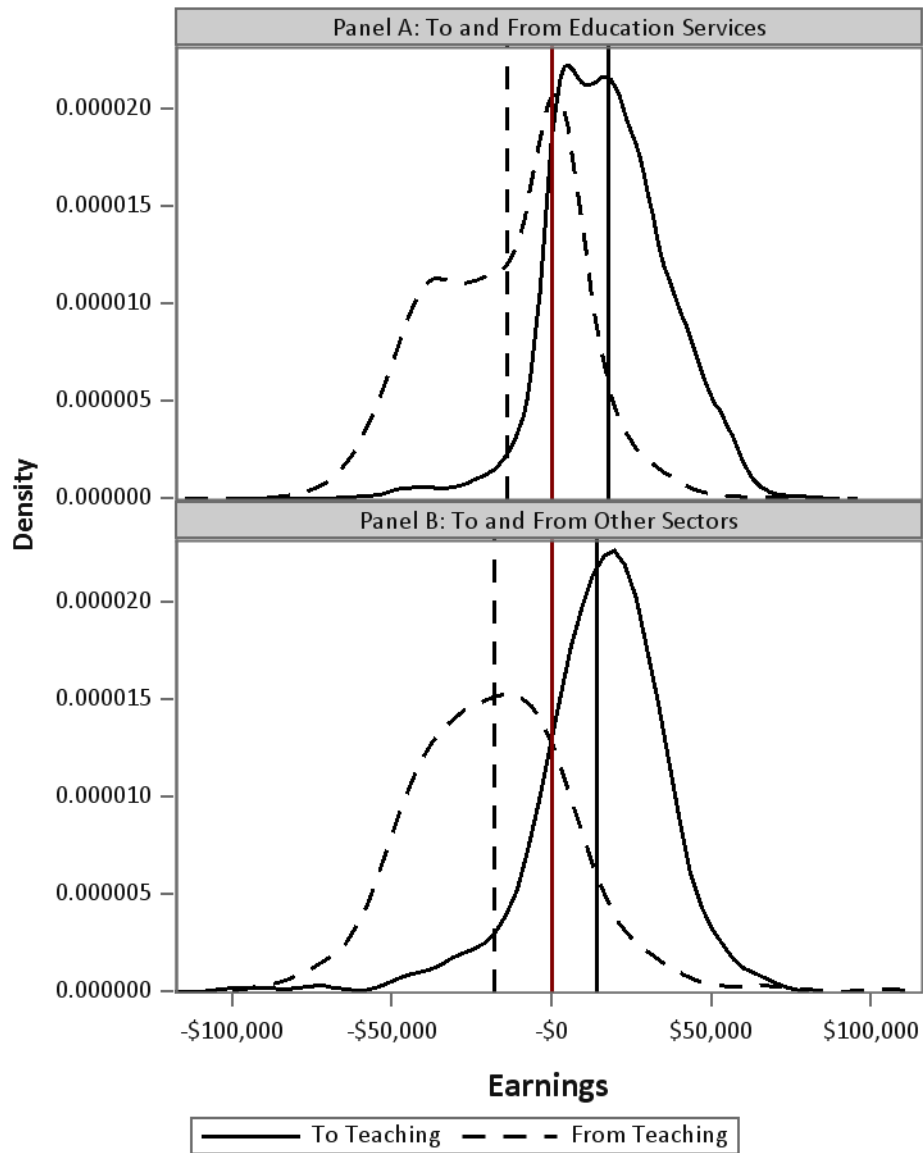 Panel A: To and From Education Services
0.000020
0.000015
0.000010
0.000005
0.000000
Density
Panel B: To and From Other Sectors
0.000020
0.000015
0.000010
0.000005
0.000000
-$100,000 -$50,000 -$0 $50,000 $100,000
Earnings
To Teaching From Teaching